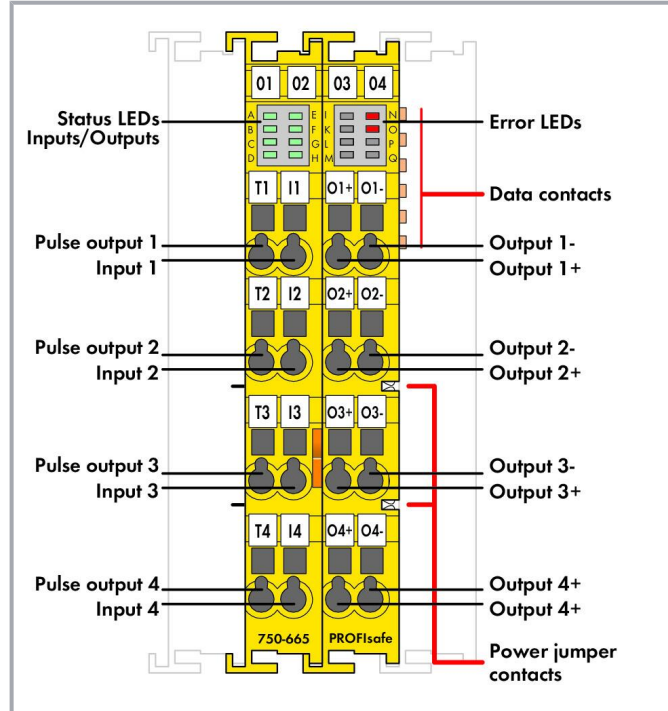 01 02 03 04
Status LEDs
Inputs/Outputs
A E I N
B F K O
C G L P
D H M Q
Error LEDs
T1 I1 O1+ O1-
Data contacts
Pulse output 1
Input 1
Output 1-
Output 1+
T2 I2 O2+ O2-
Pulse output 2
Input 2
Output 2-
Output 2+
T3 I3 O3+ O3-
Pulse output 3
Input 3
Output 3-
Output 3+
T4 I4 O4+ O4-
Pulse output 4
Input 4
Output 4+
Output 4+
750-665 PROFIsafe
Power jumper
contacts